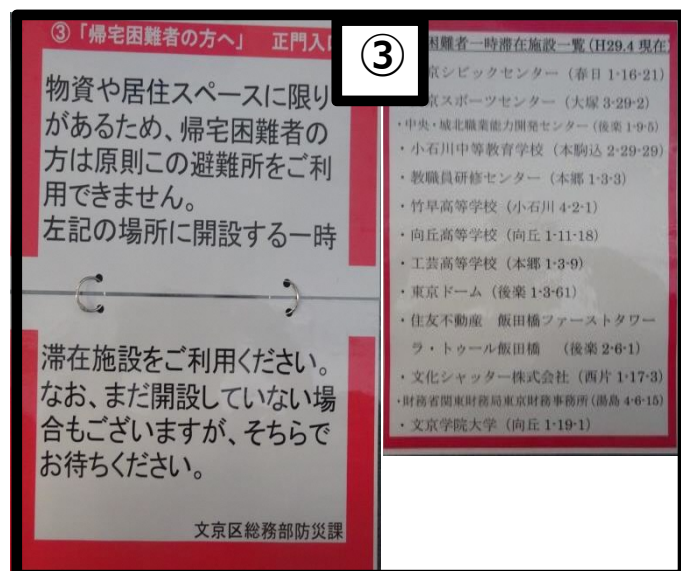 ③「帰宅困難者の方へ」 正門入
物資や居住スペースに限り
があるため、帰宅困難者の
方は原則この避難所をご利
用できません。
左記の場所に開設する一時
滞在施設をご利用ください。
なお、まだ開設していない場
合もございますが、そちらで
お待ちください。
文京区総務部防災課
③
困難者一時滞在施設一覧(H29.4 現在
京シビックセンター(春日 1-16-21)
京スポーツセンター(大塚 3-29-2)
・中央・城北職業能力開発センター(後楽 1-9-5)
・小石川中等教育学校(本駒込 2-29-29)
・教職員研修センター(本郷 1-3-3)
・竹早高等学校(小石川 4-2-1)
・向丘高等学校(向丘 1-11-18)
・工芸高等学校(本郷 1-3-9)
・東京ドーム(後楽 1-3-61)
・住友不動産 飯田橋ファーストタワー
ラ・トゥール飯田橋 (後楽 2-6-1)
・文化シャッター株式会社(西片 1-17-3)
・財務省関東財務局東京財務事務所(湯島 4-6-15)
・文京学院大学(向丘 1-19-1)